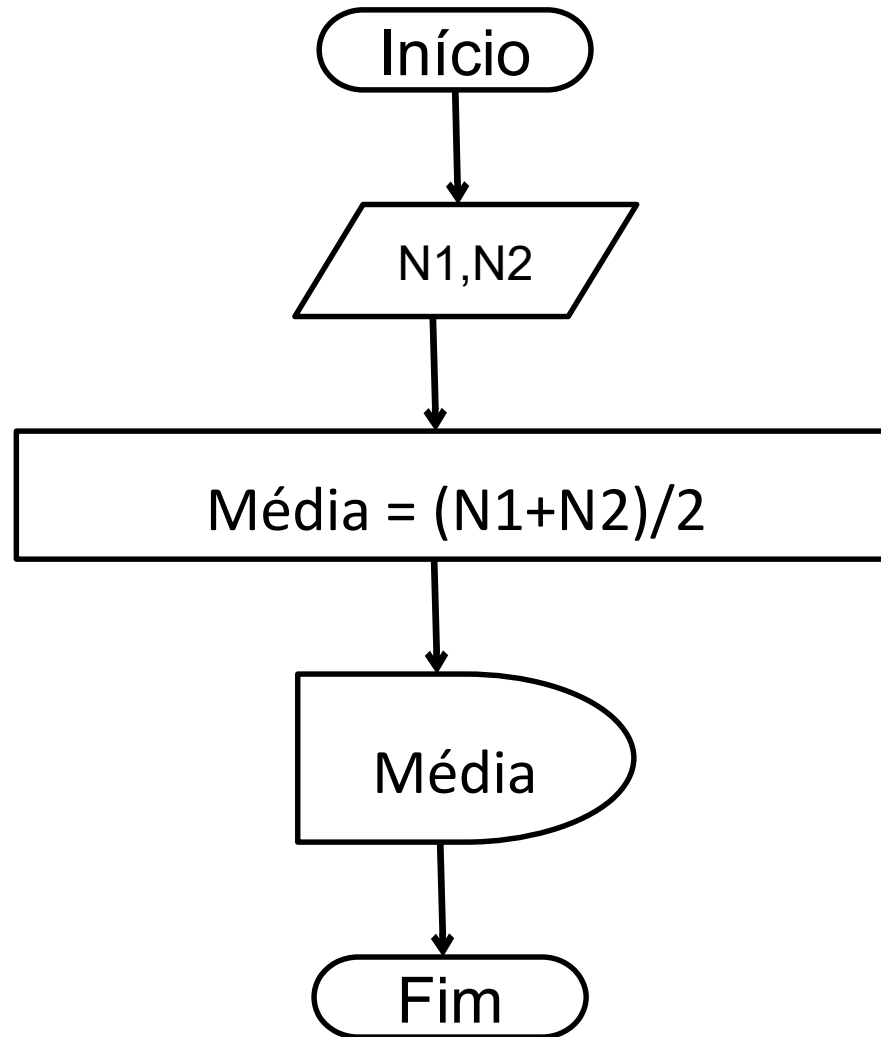 Início
N1,N2
Média = (N1+N2)/2
Média
Fim